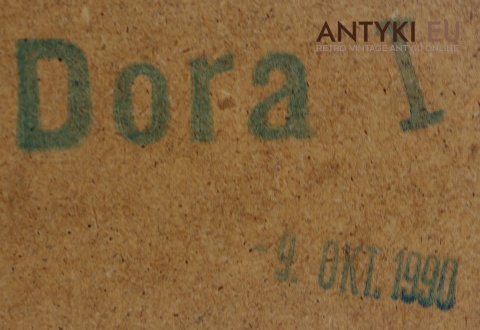 ANTYKI.EU
RETRO VINTAGE ANTYKI ONLINE
Dora 1
-9. OKT. 1990